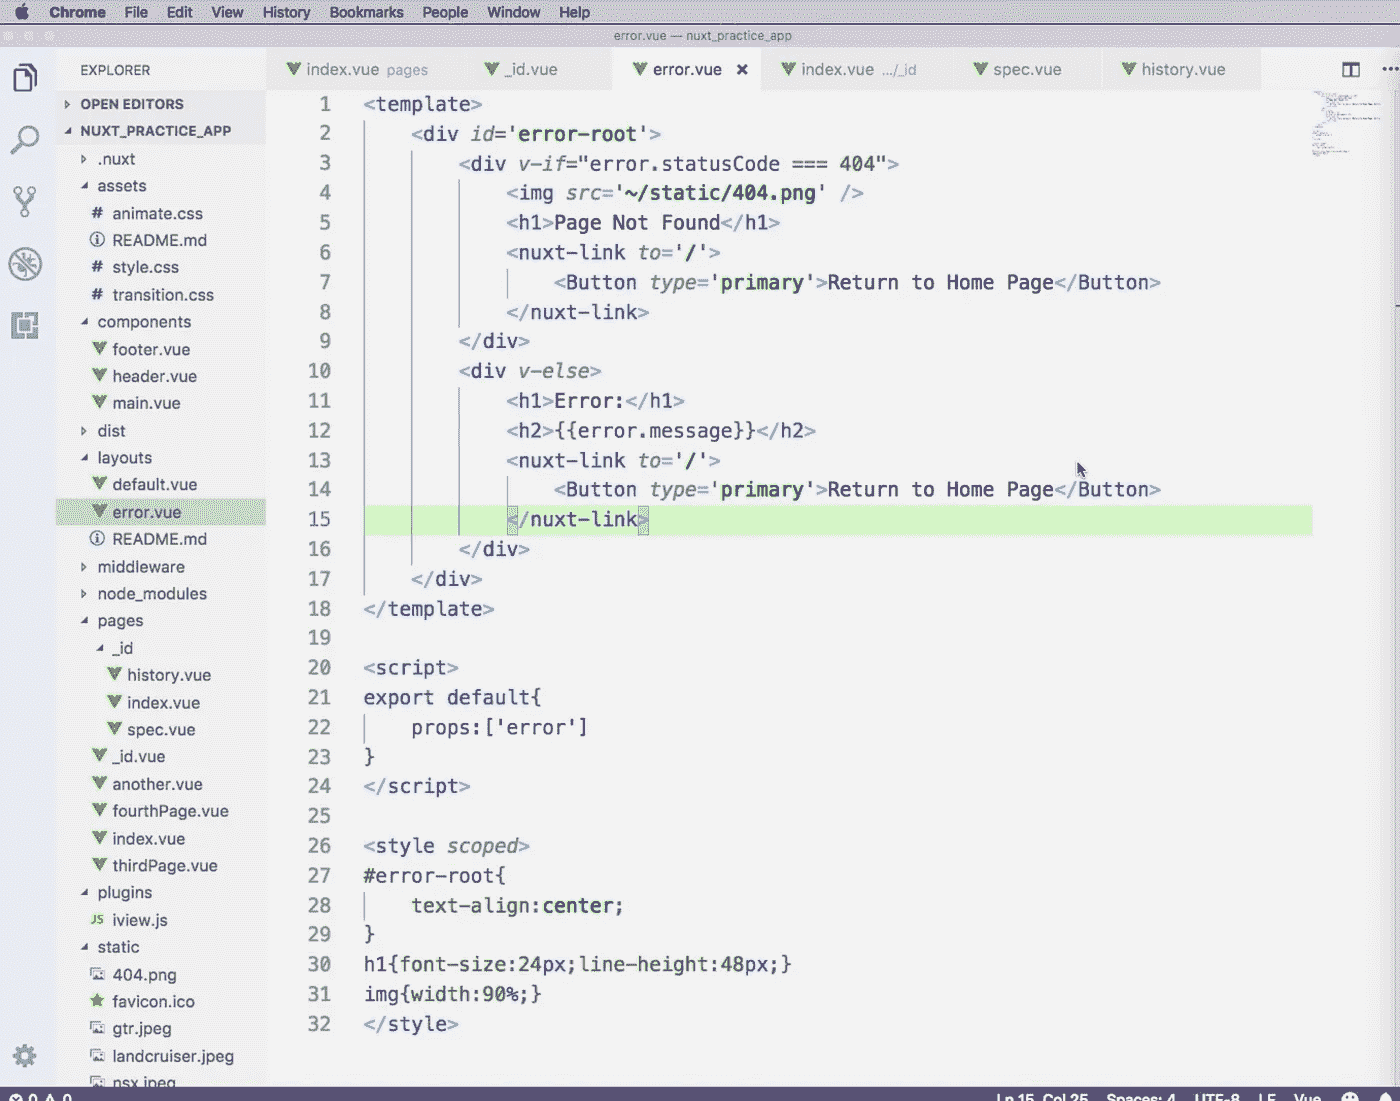 Chrome File Edit View History Bookmarks People Window Help
error.vue — nuxt_practice_app
EXPLORER
index.vue pages
_id.vue
error.vue
index.vue .../_id
spec.vue
history.vue
OPEN EDITORS
NUXT_PRACTICE_APP
.nuxt
assets
animate.css
README.md
style.css
transition.css
components
footer.vue
header.vue
main.vue
dist
layouts
default.vue
error.vue
README.md
middleware
node_modules
pages
_id
history.vue
index.vue
spec.vue
_id.vue
another.vue
fourthPage.vue
index.vue
thirdPage.vue
plugins
JS iview.js
static
404.png
favicon.ico
gtr.jpeg
landcruiser.jpeg
nsx.jpeg
1 <template>
2 <div id='error-root'>
3 <div v-if="error.statusCode === 404">
4 <img src='~/static/404.png' />
5 <h1>Page Not Found</h1>
6 <nuxt-link to='/'>
7 <Button type='primary'>Return to Home Page</Button>
8 </nuxt-link>
9 </div>
10 <div v-else>
11 <h1>Error:</h1>
12 <h2>{{error.message}}</h2>
13 <nuxt-link to='/'>
14 <Button type='primary'>Return to Home Page</Button>
15 </nuxt-link>
16 </div>
17 </div>
18 </template>
19
20 <script>
21 export default{
22 props:['error']
23 }
24 </script>
25
26 <style scoped>
27 #error-root{
28 text-align:center;
29 }
30 h1{font-size:24px;line-height:48px;}
31 img{width:90%;}
32 </style>
0 0
Ln 15, Col 25 Spaces: 4 UTF-8 LF Vue